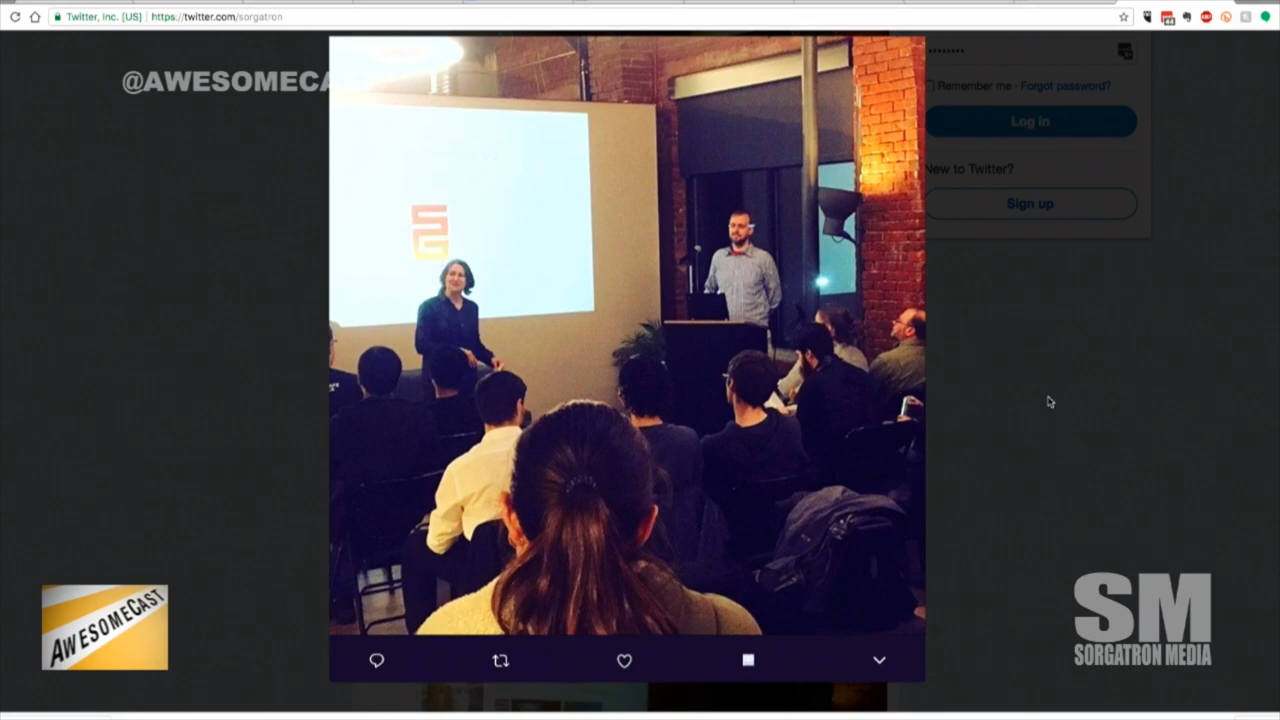 Twitter, Inc. [US]
https://twitter.com/sorgatron
@AWESOMECA
Remember me · Forgot password?
Log in
New to Twitter?
Sign up
SG
AWESOMECAST
SM
SORGATRON MEDIA